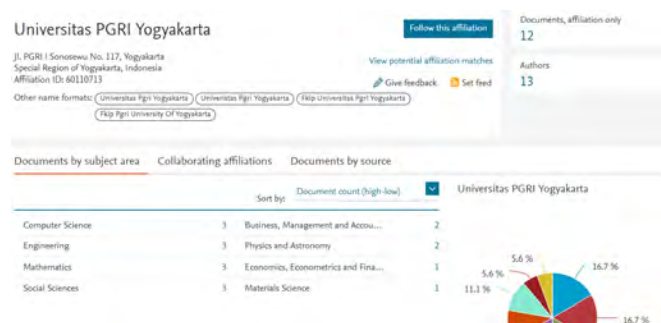 Universitas PGRI Yogyakarta
Follow this affiliation
Documents, affiliation only
12
Jl. PGRI I Sonosewu No. 117, Yogyakarta
Special Region of Yogyakarta, Indonesia
Affiliation ID: 60110713
View potential affiliation matches
Authors
13
Give feedback
Set feed
Other name formats:
Universitas Pgri Yogyakarta
Universitas Pgri Yogyakarta
Fkip Universitas Pgri Yogyakarta
Fkip Pgri University Of Yogyakarta
Documents by subject area
Collaborating affiliations
Documents by source
Sort by:
Document count (high-low)
Universitas PGRI Yogyakarta
Computer Science 3
Business, Management and Accou... 2
Engineering 3
Physics and Astronomy 2
Mathematics 3
Economics, Econometrics and Fina... 1
Social Sciences 3
Materials Science 1
5.6 %
5.6 %
11.1 %
16.7 %
16.7 %